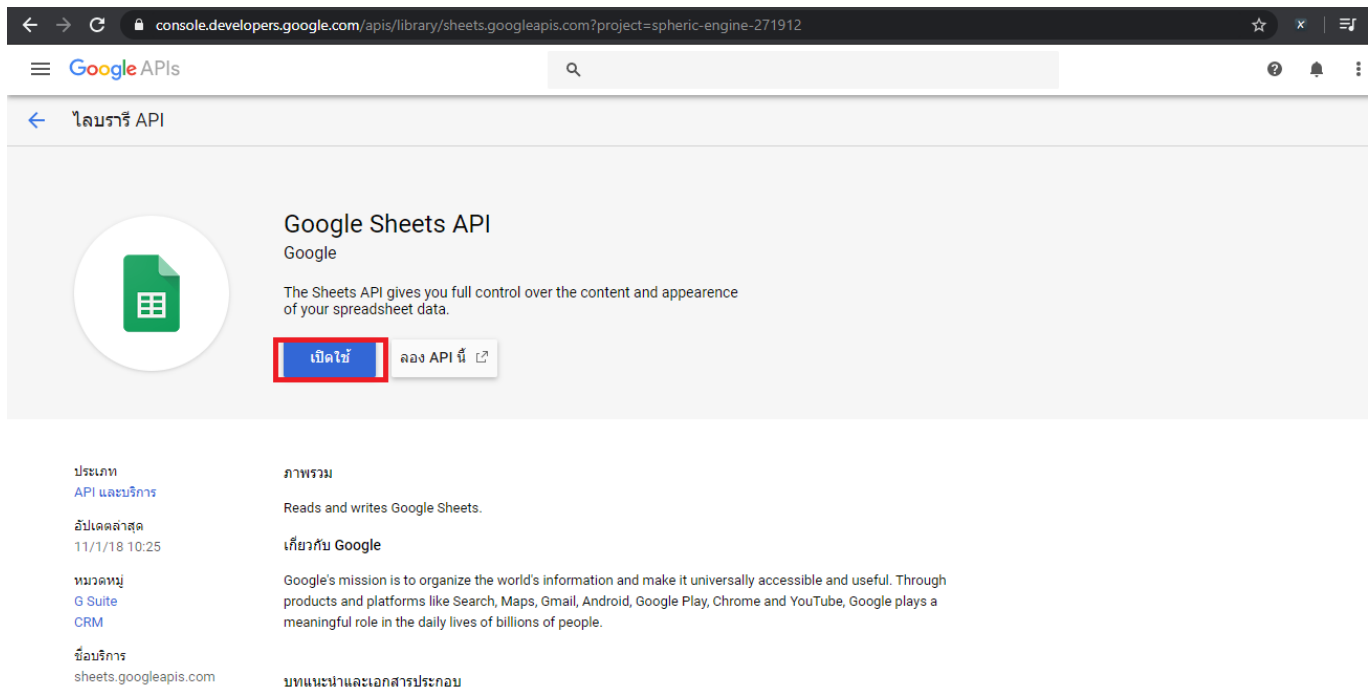 console.developers.google.com/apis/library/sheets.googleapis.com?project=spheric-engine-271912
Google APIs
ไลบรารี API
Google Sheets API
Google
The Sheets API gives you full control over the content and appearence
of your spreadsheet data.
เปิดใช้
ลอง API นี้
ประเภท
API และบริการ
อัปเดตล่าสุด
11/1/18 10:25
หมวดหมู่
G Suite
CRM
ชื่อบริการ
sheets.googleapis.com
ภาพรวม
Reads and writes Google Sheets.
เกี่ยวกับ Google
Google's mission is to organize the world's information and make it universally accessible and useful. Through
products and platforms like Search, Maps, Gmail, Android, Google Play, Chrome and YouTube, Google plays a
meaningful role in the daily lives of billions of people.
บทแนะนำและเอกสารประกอบ